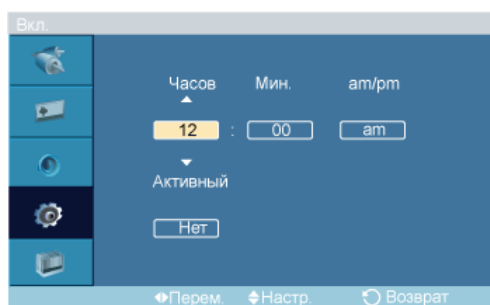 Вкл.
Часов Мин. am/pm
12 : 00 am
Активный
Нет
Перем. Настр. Возврат